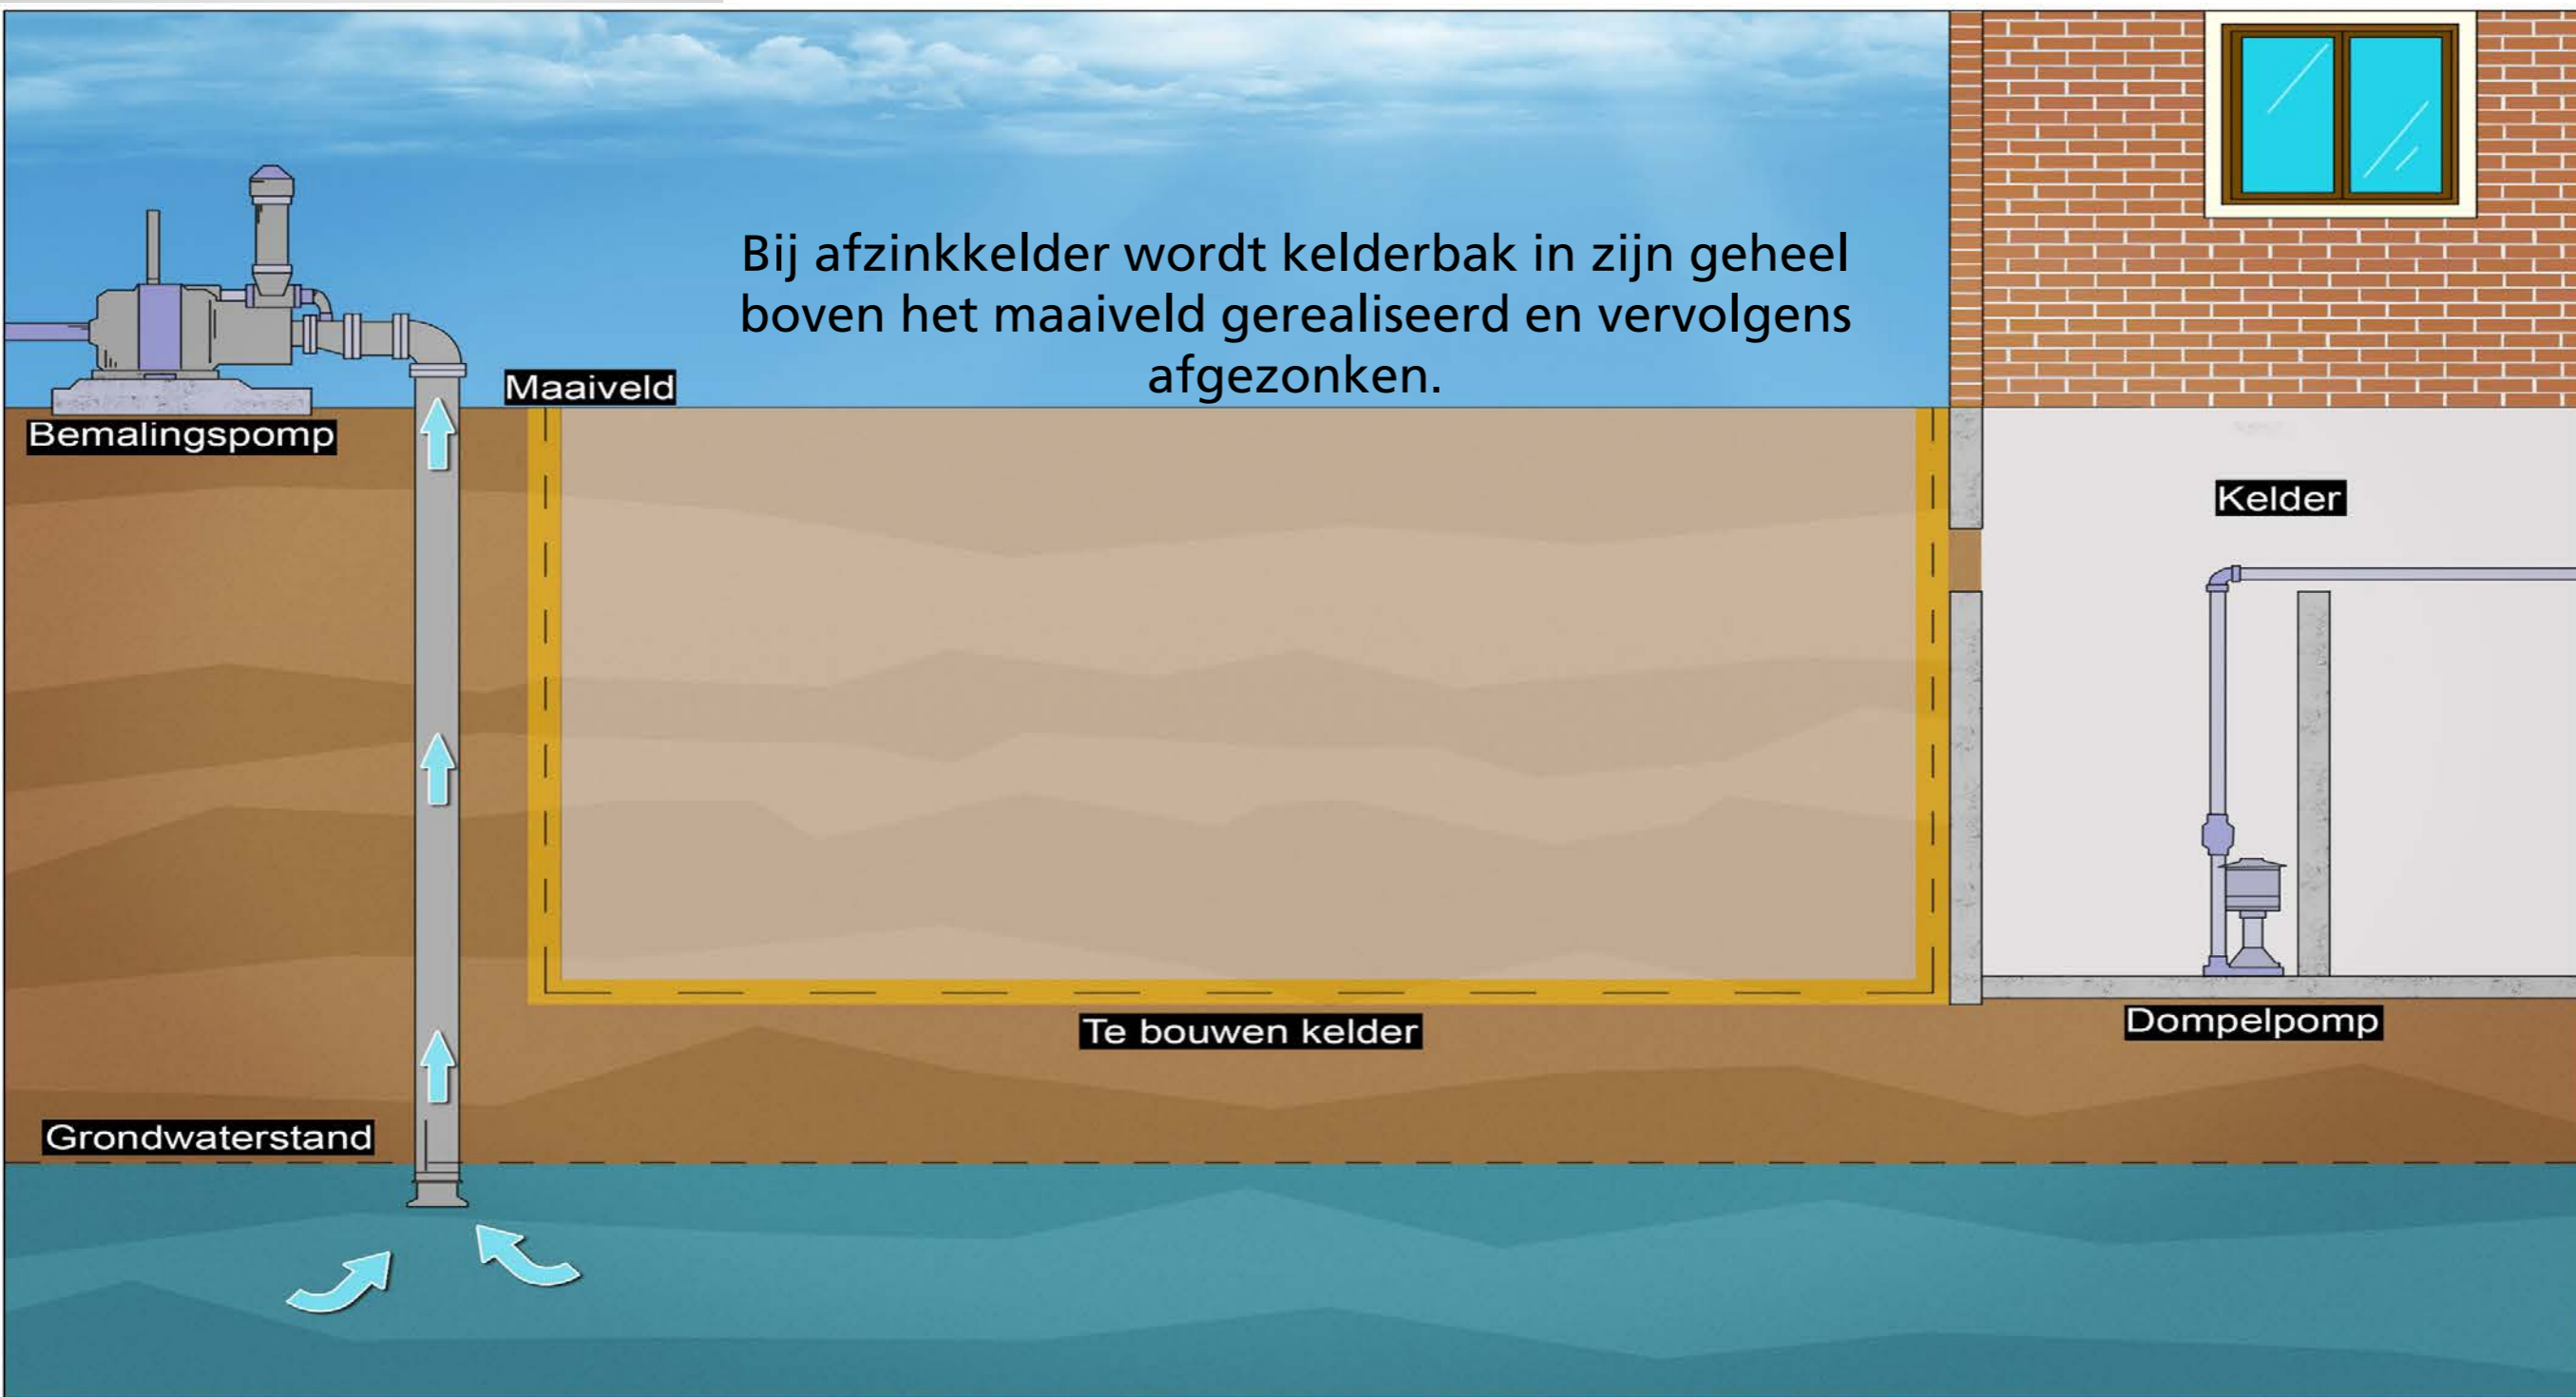 Bij afzinkkelder wordt kelderbak in zijn geheel
boven het maaiveld gerealiseerd en vervolgens
afgezonken.
Maaiveld
Bemalingspomp
Kelder
Dompelpomp
Te bouwen kelder
Grondwaterstand